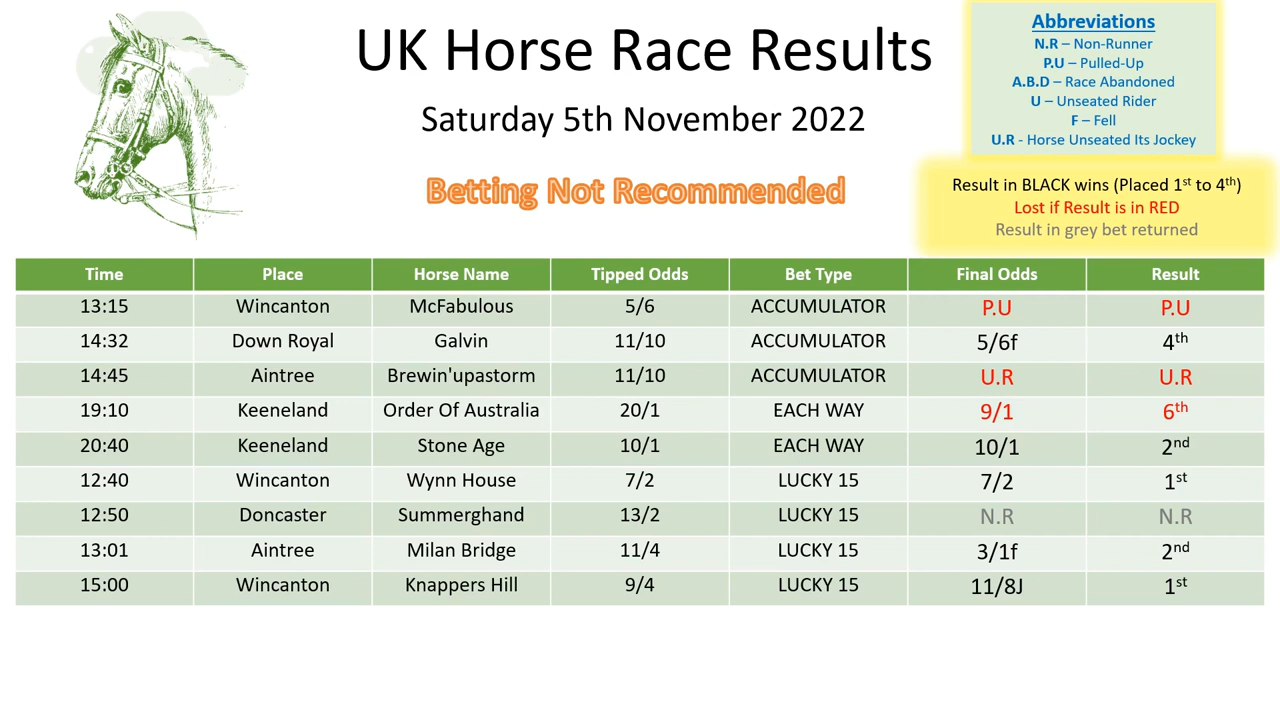 UK Horse Race Results
Saturday 5th November 2022
Betting Not Recommended
Abbreviations
N.R – Non-Runner
P.U – Pulled-Up
A.B.D – Race Abandoned
U – Unseated Rider
F – Fell
U.R - Horse Unseated Its Jockey
Result in BLACK wins (Placed 1st to 4th)
Lost if Result is in RED
Result in grey bet returned
Time Place Horse Name Tipped Odds Bet Type Final Odds Result
13:15 Wincanton McFabulous 5/6 ACCUMULATOR P.U P.U
14:32 Down Royal Galvin 11/10 ACCUMULATOR 5/6f 4th
14:45 Aintree Brewin'upastorm 11/10 ACCUMULATOR U.R U.R
19:10 Keeneland Order Of Australia 20/1 EACH WAY 9/1 6th
20:40 Keeneland Stone Age 10/1 EACH WAY 10/1 2nd
12:40 Wincanton Wynn House 7/2 LUCKY 15 7/2 1st
12:50 Doncaster Summerghand 13/2 LUCKY 15 N.R N.R
13:01 Aintree Milan Bridge 11/4 LUCKY 15 3/1f 2nd
15:00 Wincanton Knappers Hill 9/4 LUCKY 15 11/8J 1st